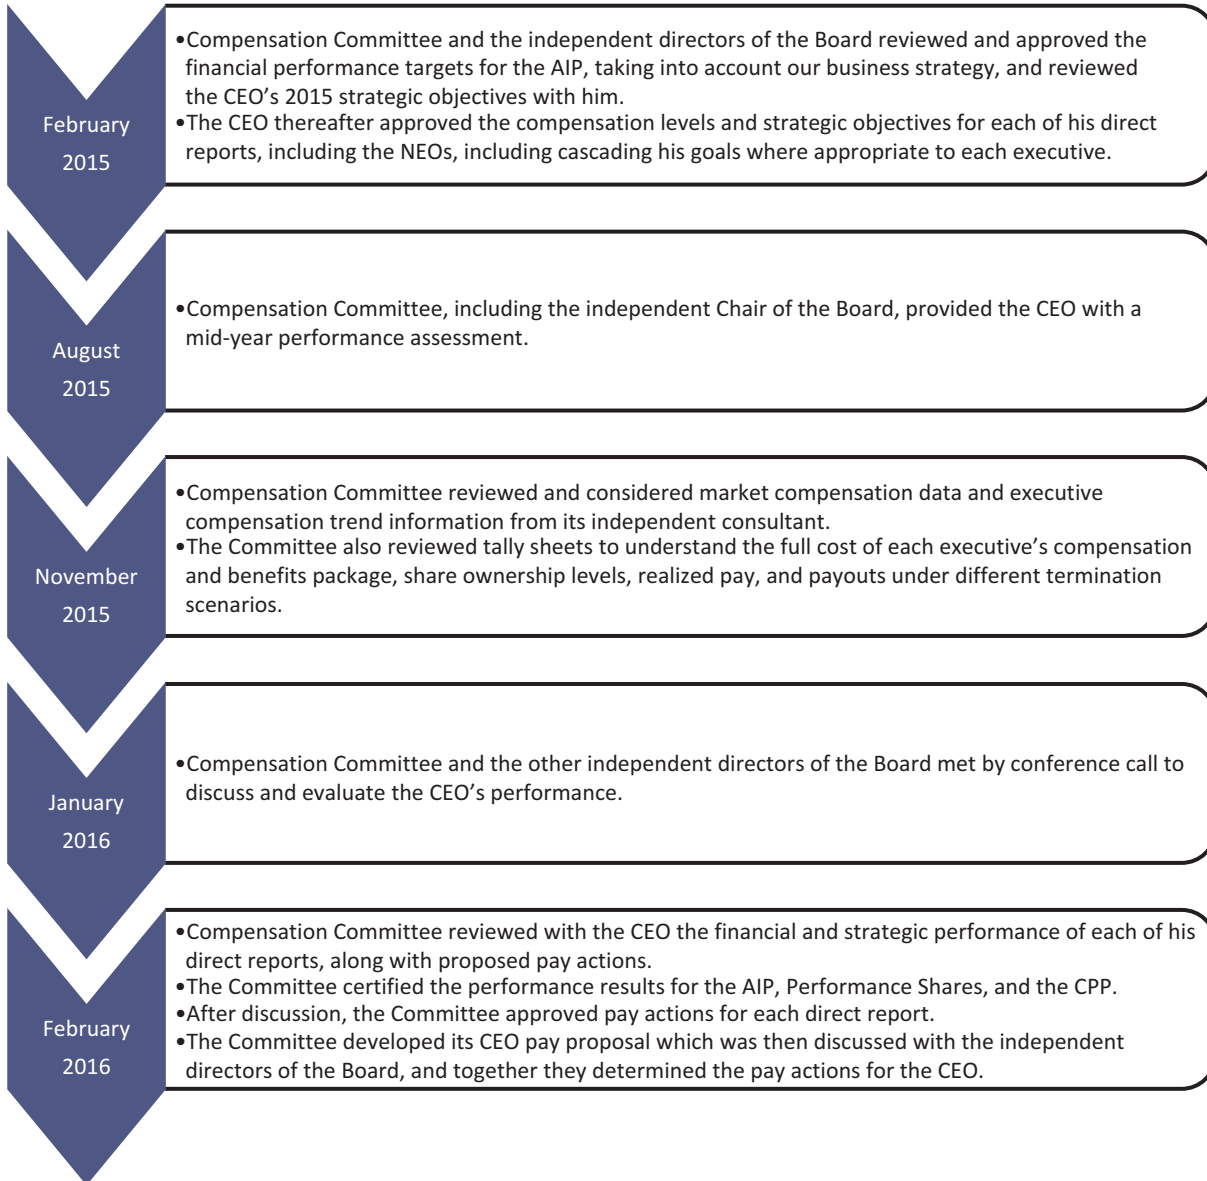 February
2015
•Compensation Committee and the independent directors of the Board reviewed and approved the
financial performance targets for the AIP, taking into account our business strategy, and reviewed
the CEO’s 2015 strategic objectives with him.
•The CEO thereafter approved the compensation levels and strategic objectives for each of his direct
reports, including the NEOs, including cascading his goals where appropriate to each executive.
August
2015
•Compensation Committee, including the independent Chair of the Board, provided the CEO with a
mid-year performance assessment.
November
2015
•Compensation Committee reviewed and considered market compensation data and executive
compensation trend information from its independent consultant.
•The Committee also reviewed tally sheets to understand the full cost of each executive’s compensation
and benefits package, share ownership levels, realized pay, and payouts under different termination
scenarios.
January
2016
•Compensation Committee and the other independent directors of the Board met by conference call to
discuss and evaluate the CEO’s performance.
February
2016
•Compensation Committee reviewed with the CEO the financial and strategic performance of each of his
direct reports, along with proposed pay actions.
•The Committee certified the performance results for the AIP, Performance Shares, and the CPP.
•After discussion, the Committee approved pay actions for each direct report.
•The Committee developed its CEO pay proposal which was then discussed with the independent
directors of the Board, and together they determined the pay actions for the CEO.